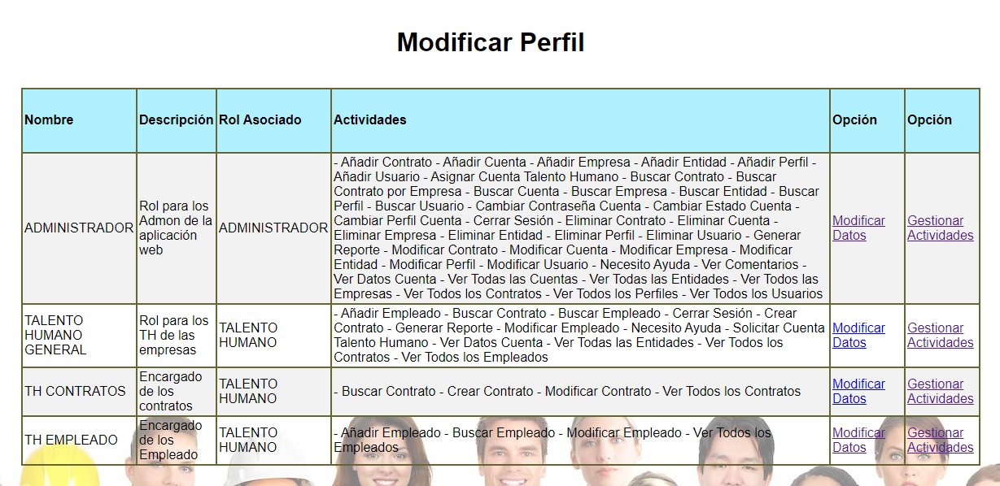 Modificar Perfil
Nombre
Descripción
Rol Asociado
Actividades
Opción
Opción
ADMINISTRADOR
Rol para los
Admon de la
aplicación
web
ADMINISTRADOR
- Añadir Contrato - Añadir Cuenta - Añadir Empresa - Añadir Entidad - Añadir Perfil -
Añadir Usuario - Asignar Cuenta Talento Humano - Buscar Contrato - Buscar
Contrato por Empresa - Buscar Cuenta - Buscar Empresa - Buscar Entidad - Buscar
Perfil - Buscar Usuario - Cambiar Contraseña Cuenta - Cambiar Estado Cuenta -
Cambiar Perfil Cuenta - Cerrar Sesión - Eliminar Contrato - Eliminar Cuenta -
Eliminar Empresa - Eliminar Entidad - Eliminar Perfil - Eliminar Usuario - Generar
Reporte - Modificar Contrato - Modificar Cuenta - Modificar Empresa - Modificar
Entidad - Modificar Perfil - Modificar Usuario - Necesito Ayuda - Ver Comentarios -
Ver Datos Cuenta - Ver Todas las Cuentas - Ver Todas las Entidades - Ver Todos las
Empresas - Ver Todos los Contratos - Ver Todos los Perfiles - Ver Todos los Usuarios
Modificar
Datos
Gestionar
Actividades
TALENTO
HUMANO
GENERAL
Rol para los
TH de las
empresas
TALENTO
HUMANO
- Añadir Empleado - Buscar Contrato - Buscar Empleado - Cerrar Sesión - Crear
Contrato - Generar Reporte - Modificar Empleado - Necesito Ayuda - Solicitar Cuenta
Talento Humano - Ver Datos Cuenta - Ver Todas las Entidades - Ver Todos los
Contratos - Ver Todos los Empleados
Modificar
Datos
Gestionar
Actividades
TH CONTRATOS
Encargado
de los
contratos
TALENTO
HUMANO
- Buscar Contrato - Crear Contrato - Modificar Contrato - Ver Todos los Contratos
Modificar
Datos
Gestionar
Actividades
TH EMPLEADO
Encargado
de los
Empleado
TALENTO
HUMANO
- Añadir Empleado - Buscar Empleado - Modificar Empleado - Ver Todos los
Empleados
Modificar
Datos
Gestionar
Actividades